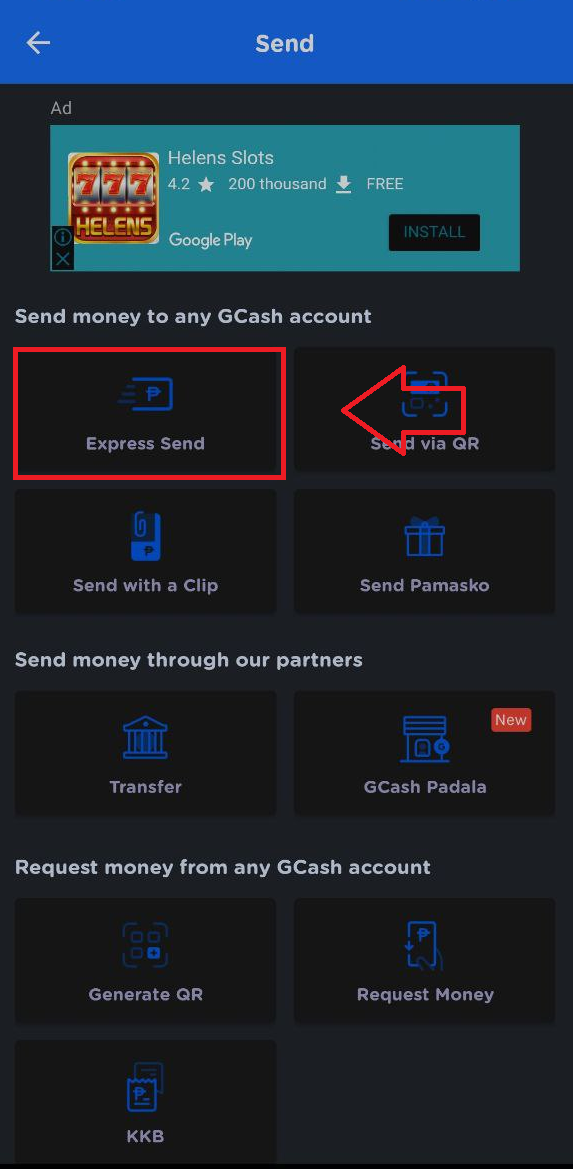 Send
Ad
Helens Slots
4.2 ★ 200 thousand FREE
777
HELENS
Google Play
INSTALL
Send money to any GCash account
Express Send
Send via QR
Send with a Clip
Send Pamasko
Send money through our partners
New
Transfer
GCash Padala
Request money from any GCash account
Generate QR
Request Money
KKB